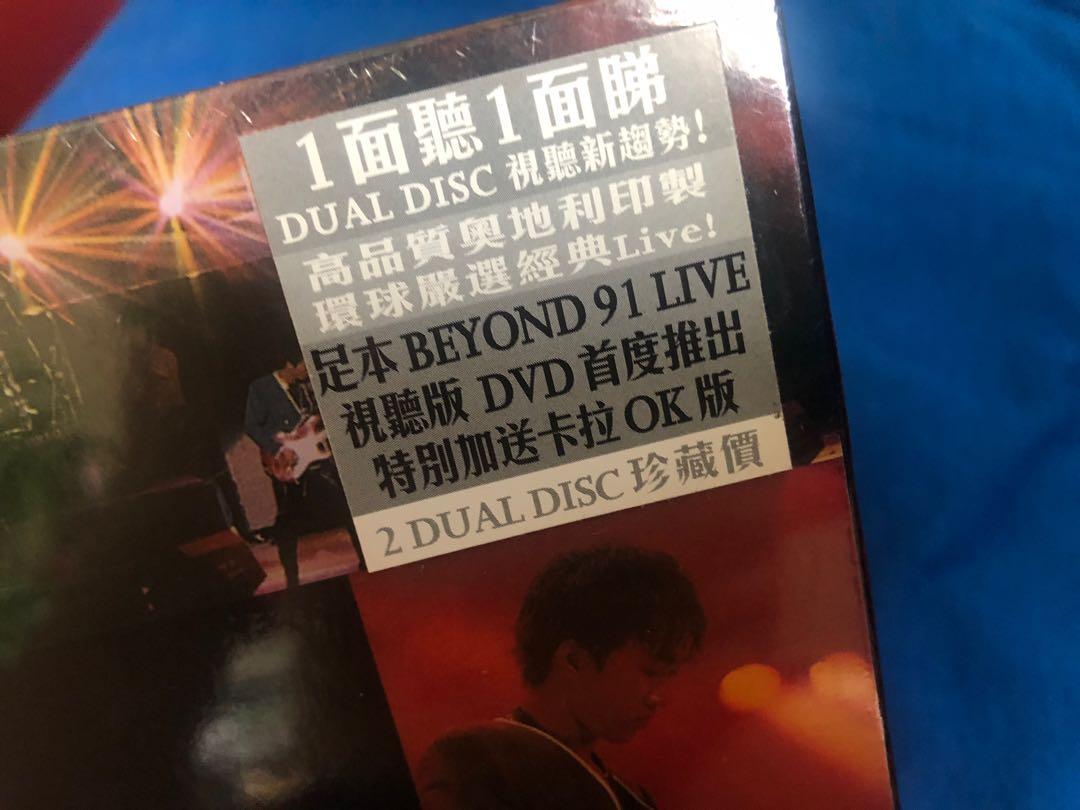 1面聽1面睇
DUAL DISC 視聽新趨勢!
高品質奧地利印製
環球嚴選經典Live!
足本 BEYOND 91 LIVE
視聽版 DVD 首度推出
特別加送卡拉 OK 版
2 DUAL DISC 珍藏價